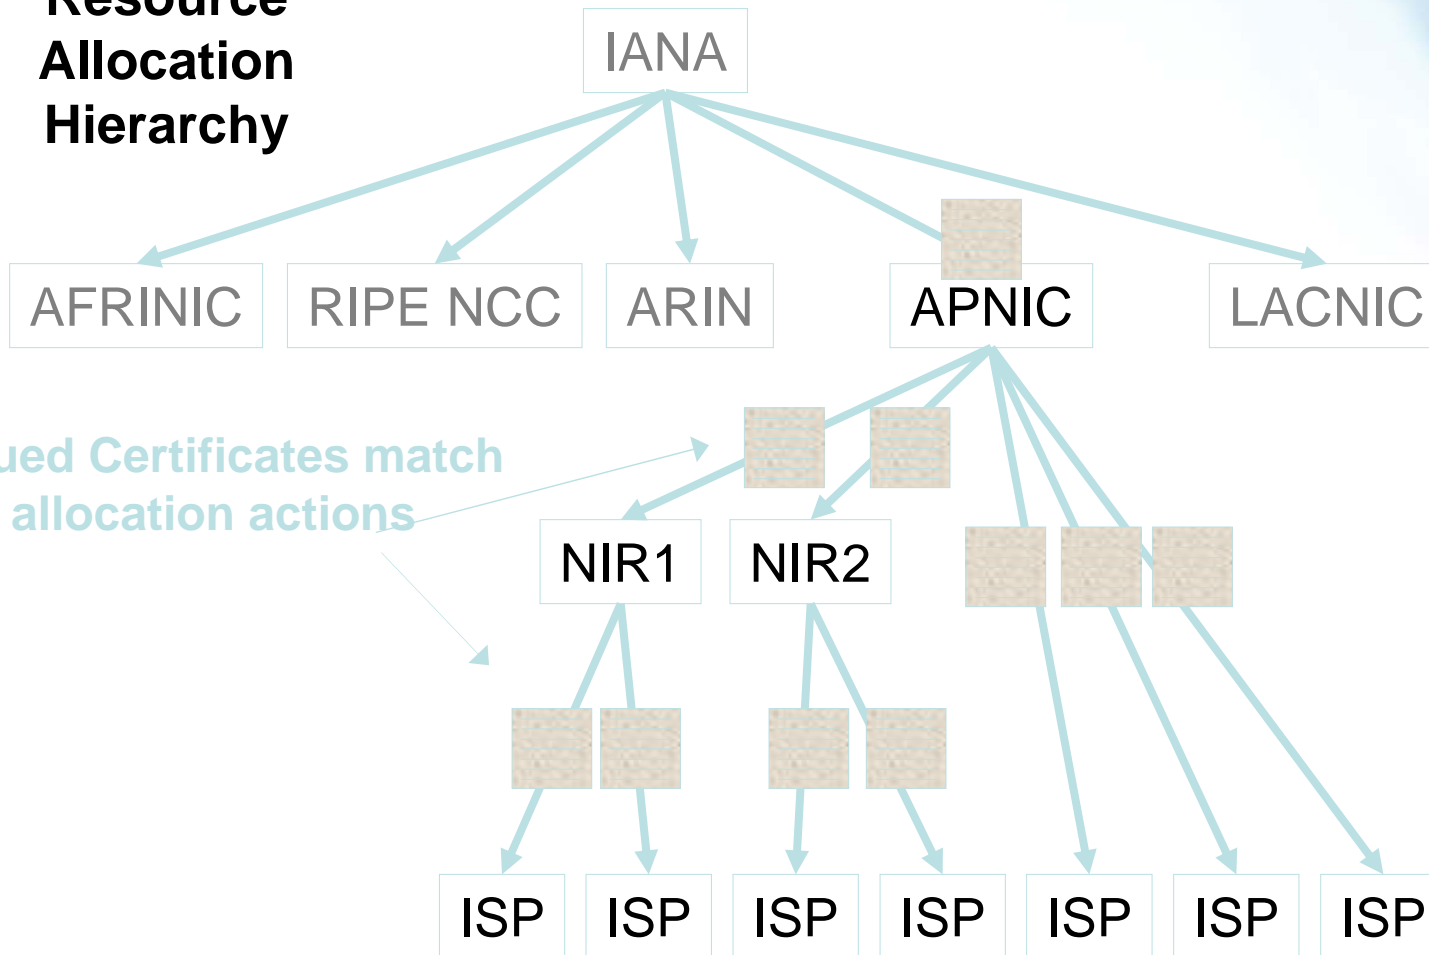 Resource
Allocation
Hierarchy
IANA
AFRINIC
RIPE NCC
ARIN
APNIC
LACNIC
Certificates match
allocation actions
NIR1
NIR2
ISP
ISP
ISP
ISP
ISP
ISP
ISP